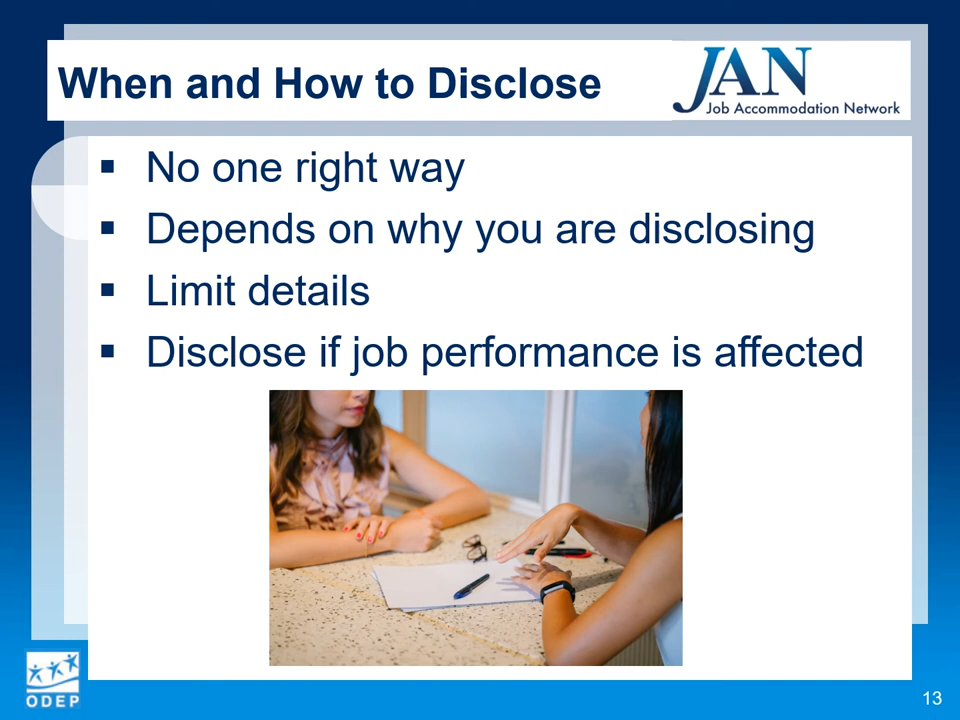 When and How to Disclose
JAN
Job Accommodation Network
▪ No one right way
▪ Depends on why you are disclosing
▪ Limit details
▪ Disclose if job performance is affected
ODEP
13